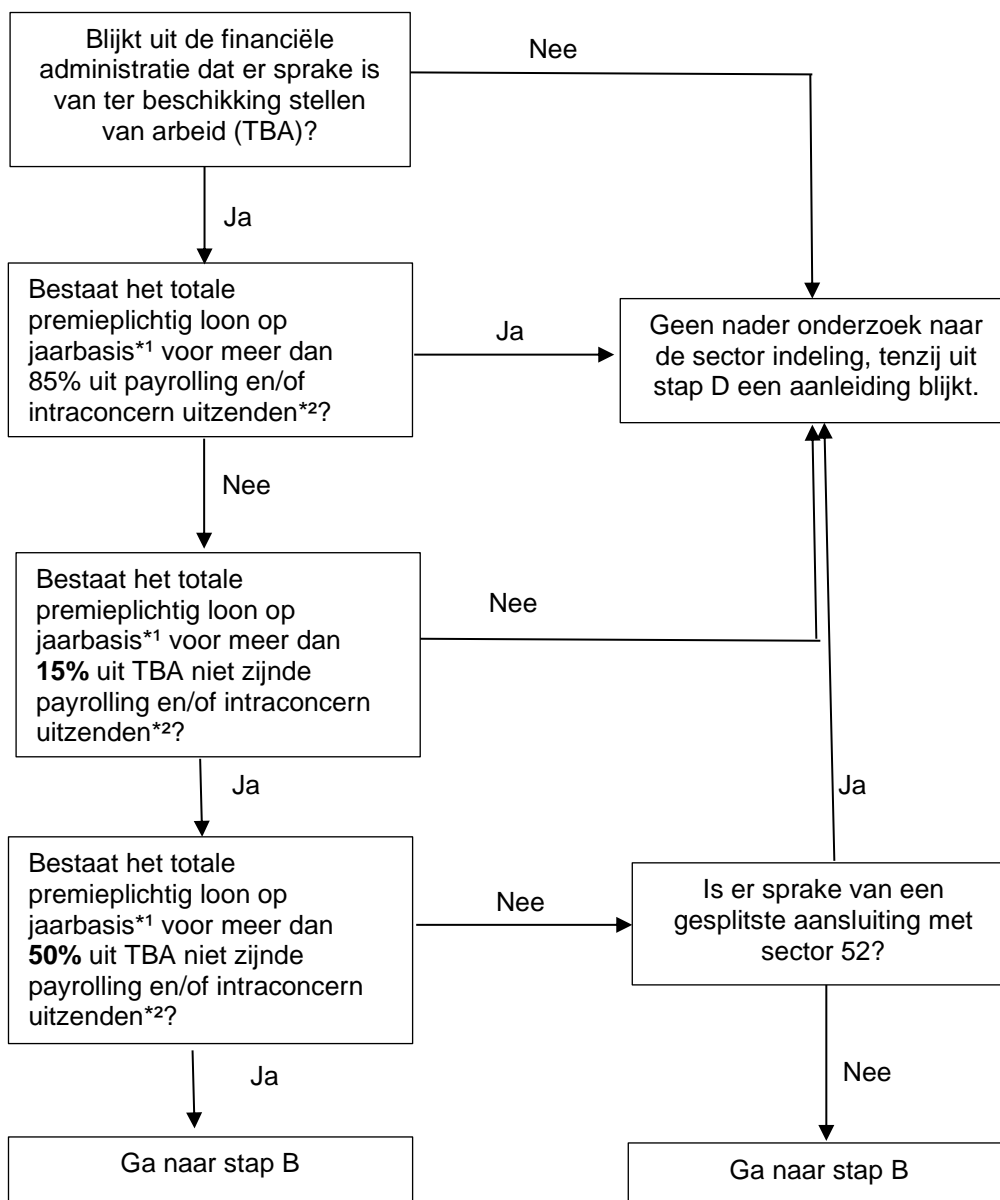 Blijkt uit de financiële
administratie dat er sprake is
van ter beschikking stellen
van arbeid (TBA)?
Nee
Ja
Bestaat het totale
premieplichtig loon op
jaarbasis*¹ voor meer dan
85% uit payrolling en/of
intraconcern uitzenden*²?
Ja
Geen nader onderzoek naar
de sector indeling, tenzij uit
stap D een aanleiding blijkt.
Nee
Bestaat het totale
premieplichtig loon op
jaarbasis*¹ voor meer dan
15% uit TBA niet zijnde
payrolling en/of intraconcern
uitzenden*²?
Nee
Ja
Ja
Bestaat het totale
premieplichtig loon op
jaarbasis*¹ voor meer dan
50% uit TBA niet zijnde
payrolling en/of intraconcern
uitzenden*²?
Nee
Is er sprake van een
gesplitste aansluiting met
sector 52?
Ja
Nee
Ga naar stap B
Ga naar stap B